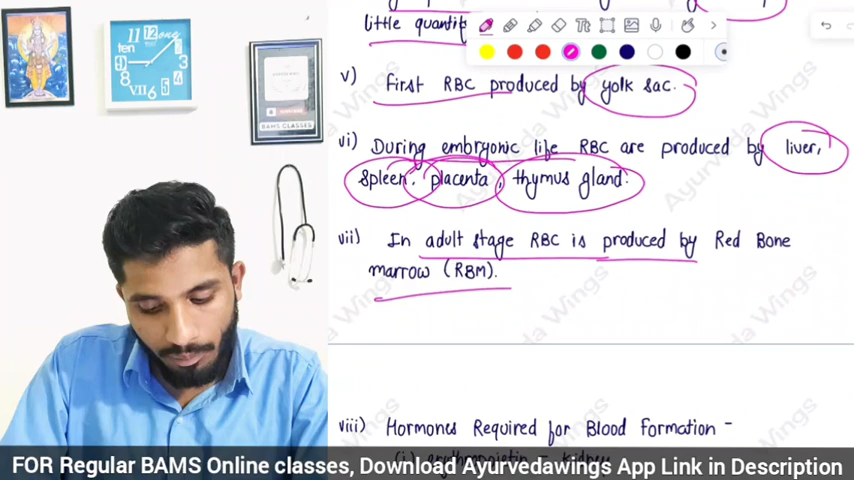 little quantit
v) First RBC produced by yolk sac.
vi) During embryonic life RBC are produced by liver,
spleen, placenta, thymus gland.
vii) In adult stage RBC is produced by Red Bone
marrow (RBM).
viii) Hormones Required for Blood Formation -
(i) erythropoietin - kidney
BAMS CLASSES
Ayurveda Wings
FOR Regular BAMS Online classes, Download Ayurvedawings App Link in Description